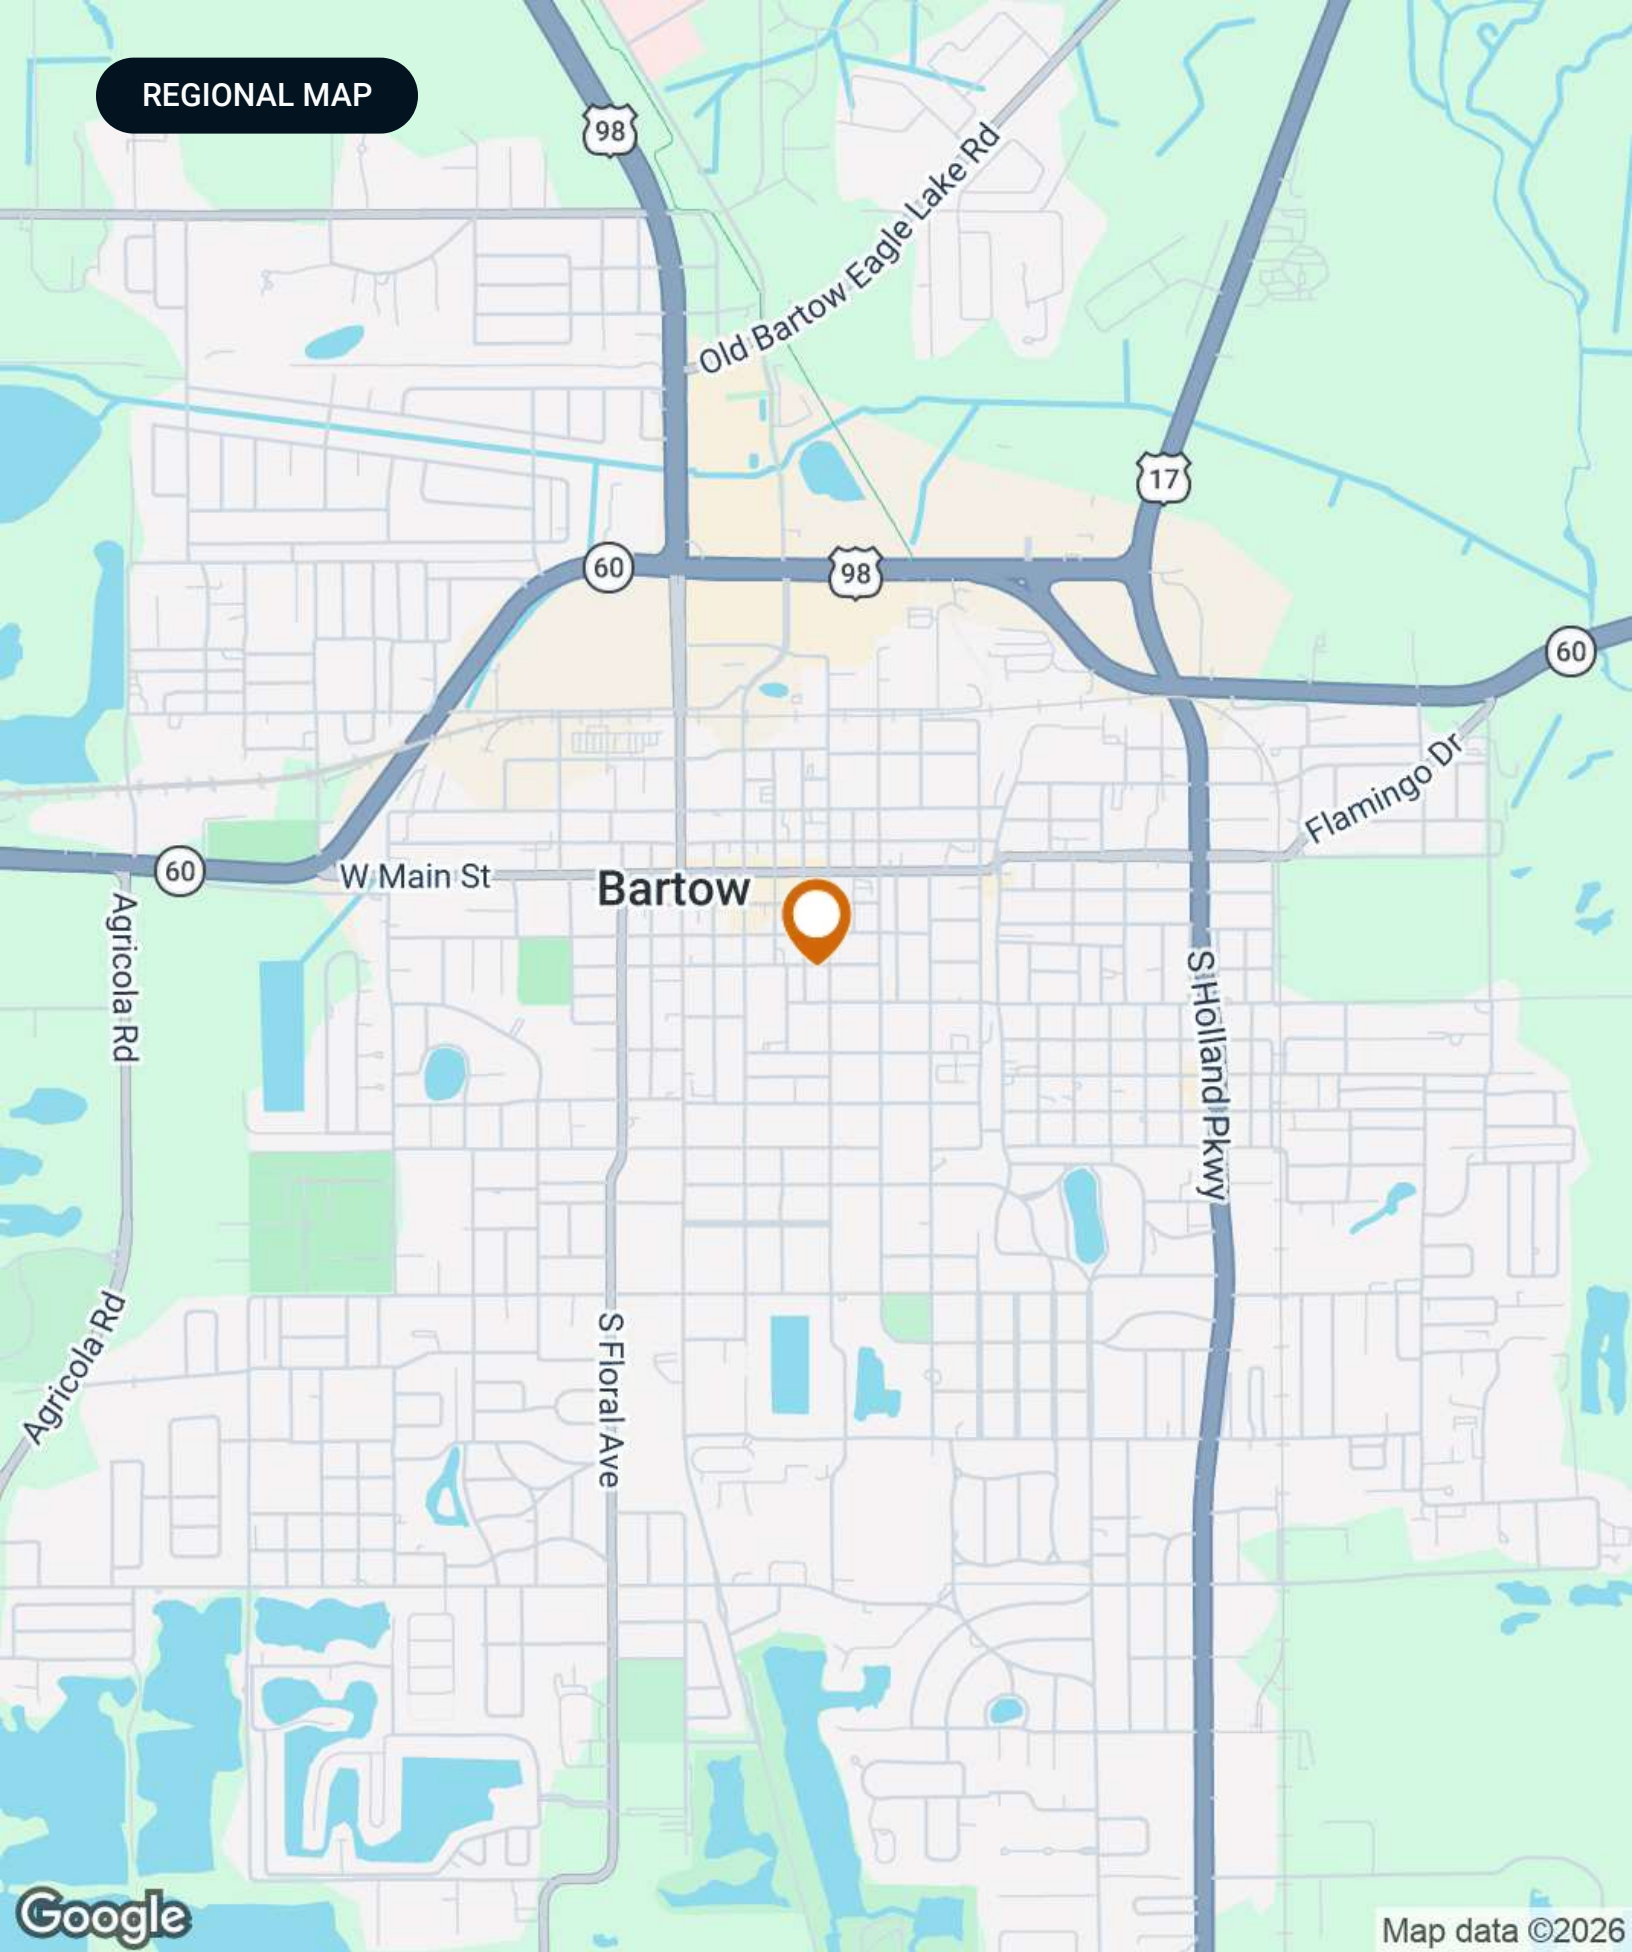 REGIONAL MAP
98
Old Bartow Eagle Lake Rd
17
60
98
60
Flamingo Dr
60
W Main St
Bartow
Agricola Rd
S Holland Pkwy
Agricola Rd
S Floral Ave
Google
Map data ©2026